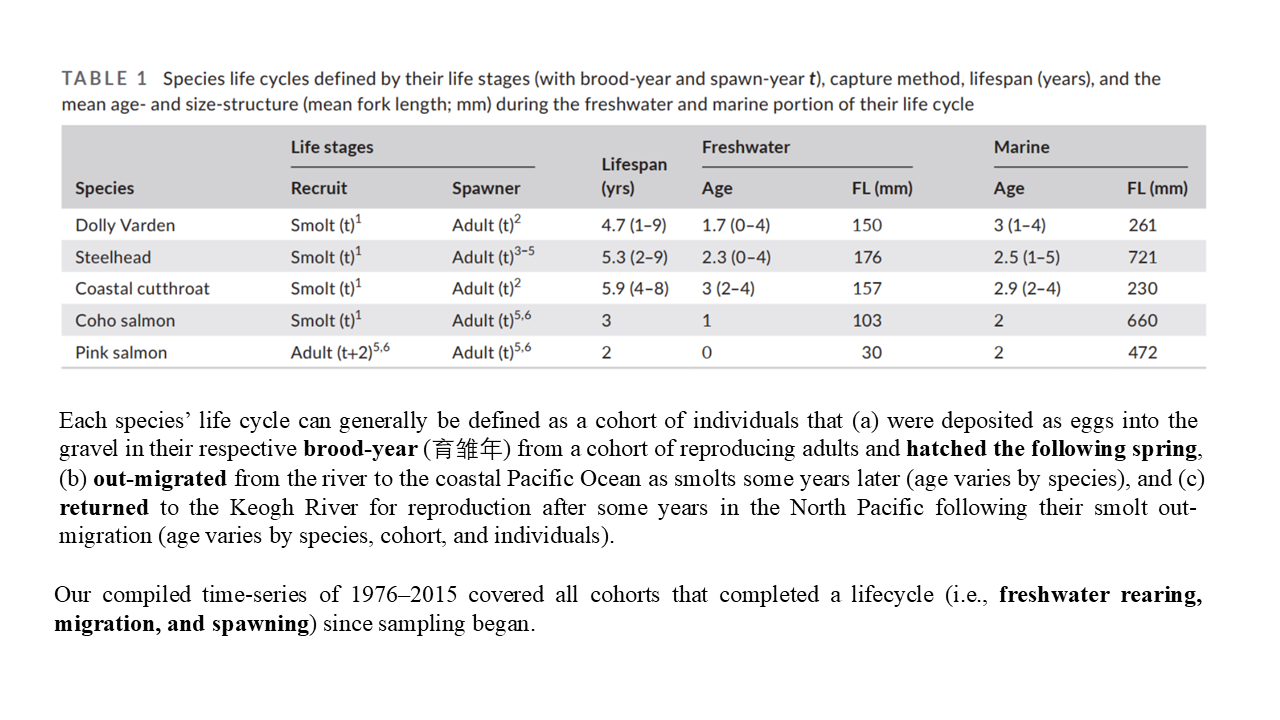 TABLE 1 Species life cycles defined by their life stages (with brood-year and spawn-year t), capture method, lifespan (years), and the
mean age- and size-structure (mean fork length; mm) during the freshwater and marine portion of their life cycle
Life stages Lifespan (yrs) Freshwater Marine
Species Recruit Spawner Age FL (mm) Age FL (mm)
Dolly Varden Smolt (t)1 Adult (t)2 4.7 (1–9) 1.7 (0–4) 150 3 (1–4) 261
Steelhead Smolt (t)1 Adult (t)3–5 5.3 (2–9) 2.3 (0–4) 176 2.5 (1–5) 721
Coastal cutthroat Smolt (t)1 Adult (t)2 5.9 (4–8) 3 (2–4) 157 2.9 (2–4) 230
Coho salmon Smolt (t)1 Adult (t)5,6 3 1 103 2 660
Pink salmon Adult (t+2)5,6 Adult (t)5,6 2 0 30 2 472
Each species’ life cycle can generally be defined as a cohort of individuals that (a) were deposited as eggs into the
gravel in their respective brood-year (育雏年) from a cohort of reproducing adults and hatched the following spring,
(b) out-migrated from the river to the coastal Pacific Ocean as smolts some years later (age varies by species), and (c)
returned to the Keogh River for reproduction after some years in the North Pacific following their smolt out-
migration (age varies by species, cohort, and individuals).
Our compiled time-series of 1976–2015 covered all cohorts that completed a lifecycle (i.e., freshwater rearing,
migration, and spawning) since sampling began.